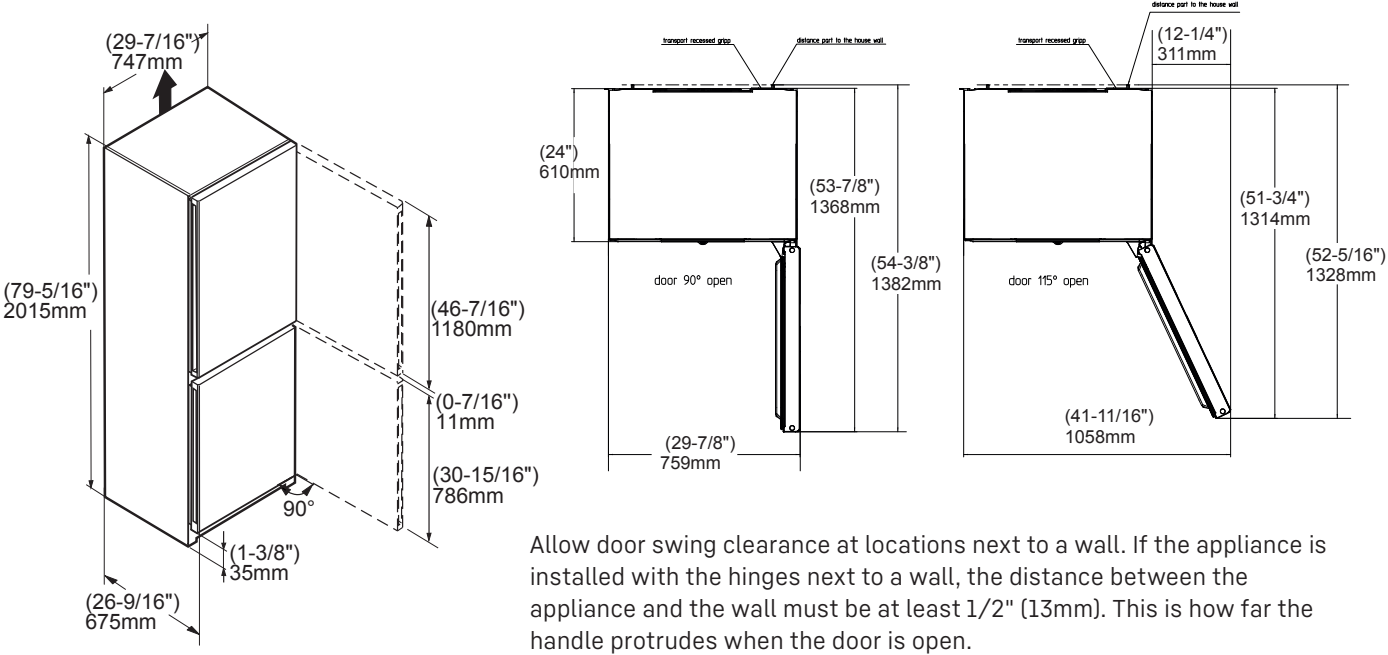 (29-7/16")
747mm
(79-5/16")
2015mm
(46-7/16")
1180mm
(0-7/16")
11mm
(30-15/16")
786mm
90°
(1-3/8")
35mm
(26-9/16")
675mm
transport recessed gripp
distance part to the house wall
(24")
610mm
(53-7/8")
1368mm
(54-3/8")
1382mm
door 90° open
(29-7/8")
759mm
distance part to the house wall
transport recessed gripp
(12-1/4")
311mm
(51-3/4")
1314mm
(52-5/16")
1328mm
door 115° open
(41-11/16")
1058mm
Allow door swing clearance at locations next to a wall. If the appliance is
installed with the hinges next to a wall, the distance between the
appliance and the wall must be at least 1/2" (13mm). This is how far the
handle protrudes when the door is open.